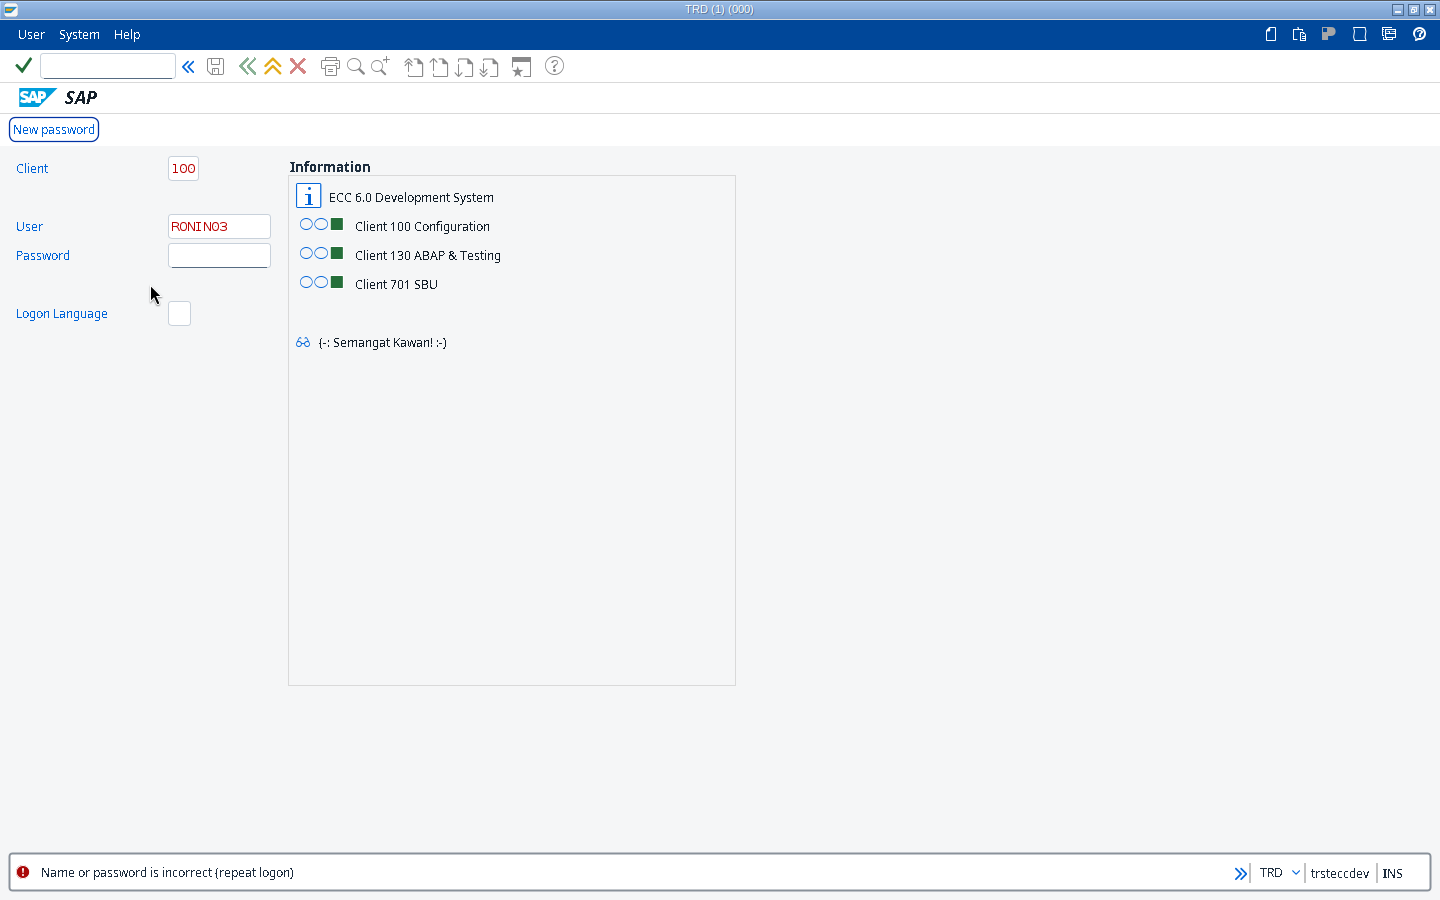 TRD (1) (000)
User System Help
SAP SAP
New password
Client 100
User RONIN03
Password
Logon Language
Information
i ECC 6.0 Development System
Client 100 Configuration
Client 130 ABAP & Testing
Client 701 SBU
(-: Semangat Kawan! :-)
Name or password is incorrect (repeat logon)
TRD trsteccdev INS